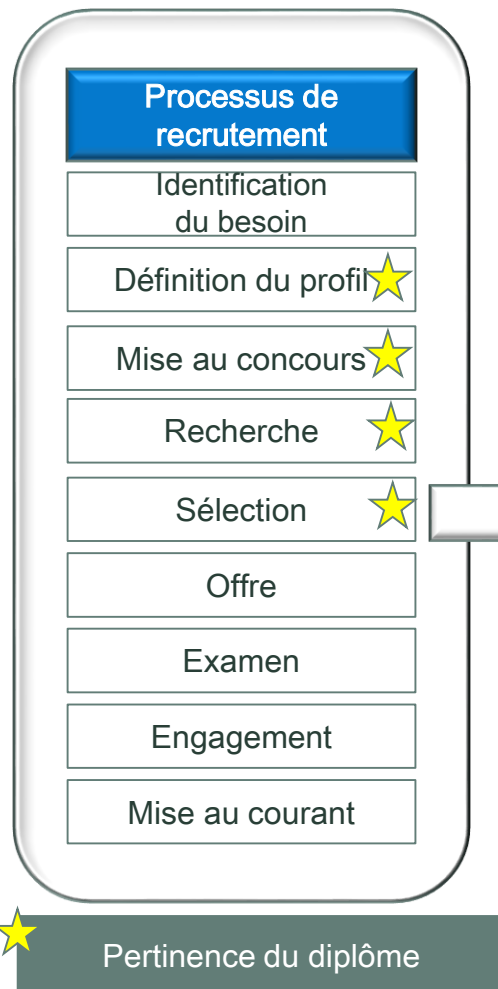 Processus de
recrutement
Identification
du besoin
Définition du profil
Mise au concours
Recherche
Sélection
Offre
Examen
Engagement
Mise au courant
Pertinence du diplôme